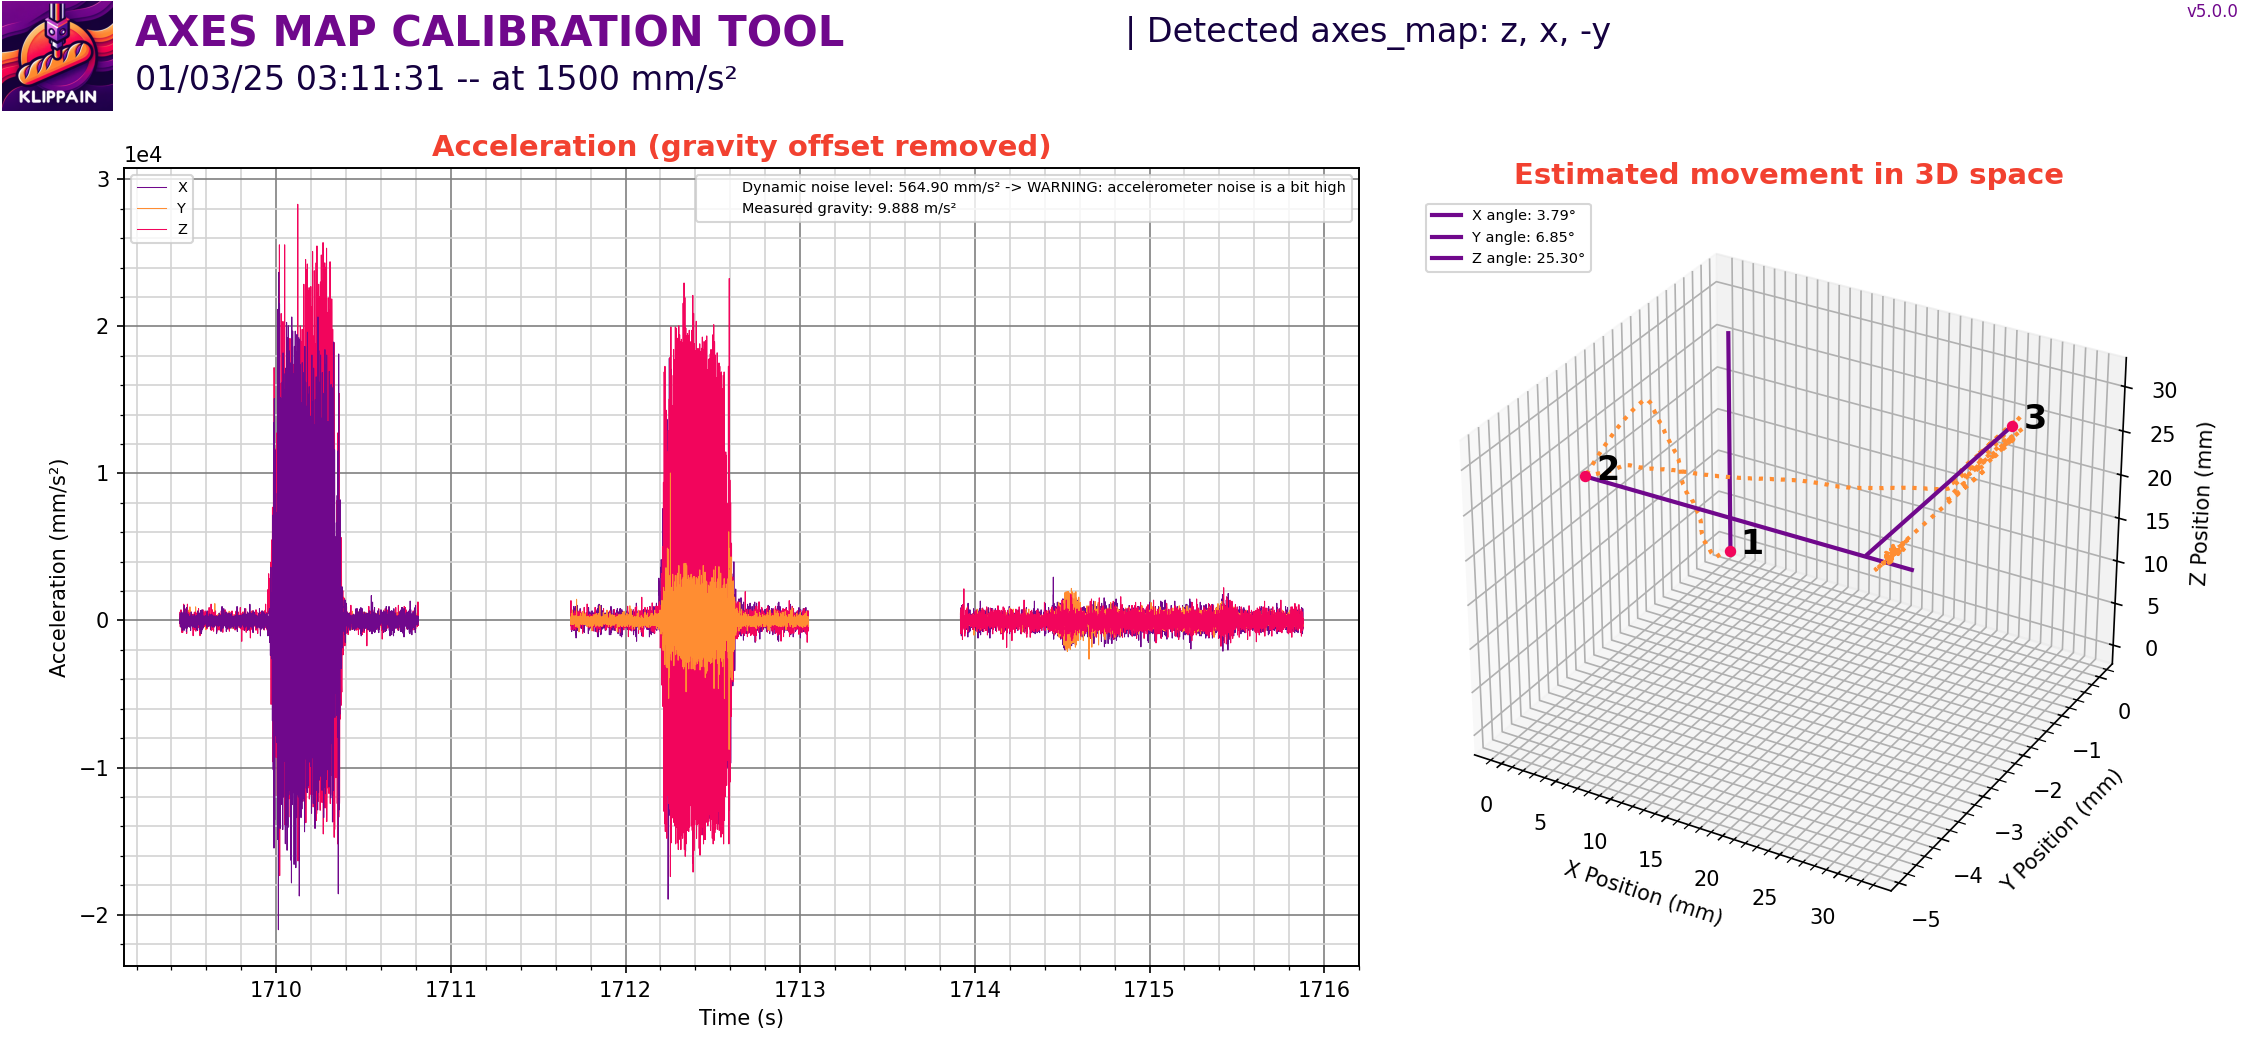 KLIPPAIN
AXES MAP CALIBRATION TOOL
01/03/25 03:11:31 -- at 1500 mm/s²
| Detected axes_map: z, x, -y
v5.0.0
Acceleration (gravity offset removed)
1e4
X
Y
Z
Dynamic noise level: 564.90 mm/s² -> WARNING: accelerometer noise is a bit high
Measured gravity: 9.888 m/s²
3
2
1
0
−1
−2
Acceleration (mm/s²)
1710
1711
1712
1713
1714
1715
1716
Time (s)
Estimated movement in 3D space
X angle: 3.79°
Y angle: 6.85°
Z angle: 25.30°
1
2
3
30
25
20
15
10
5
0
Z Position (mm)
0
5
10
15
20
25
30
X Position (mm)
0
−1
−2
−3
−4
−5
Y Position (mm)